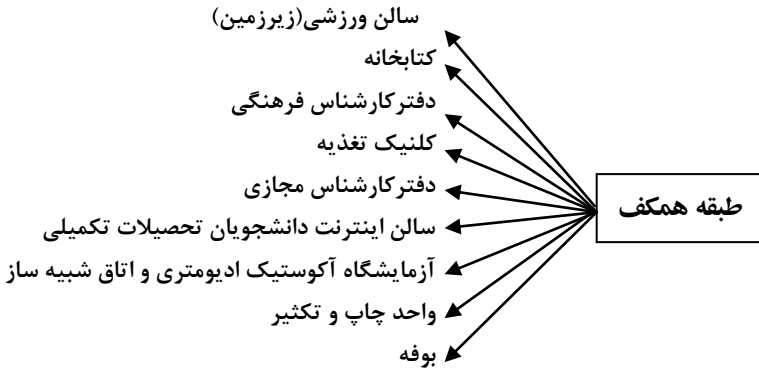 طبقه همکف
سالن ورزشی(زیرزمین)
کتابخانه
دفترکارشناس فرهنگی
کلنیک تغذیه
دفترکارشناس مجازی
سالن اینترنت دانشجویان تحصیلات تکمیلی
آزمایشگاه آکوستیک ادیومتری و اتاق شبیه ساز
واحد چاپ و تکثیر
بوفه